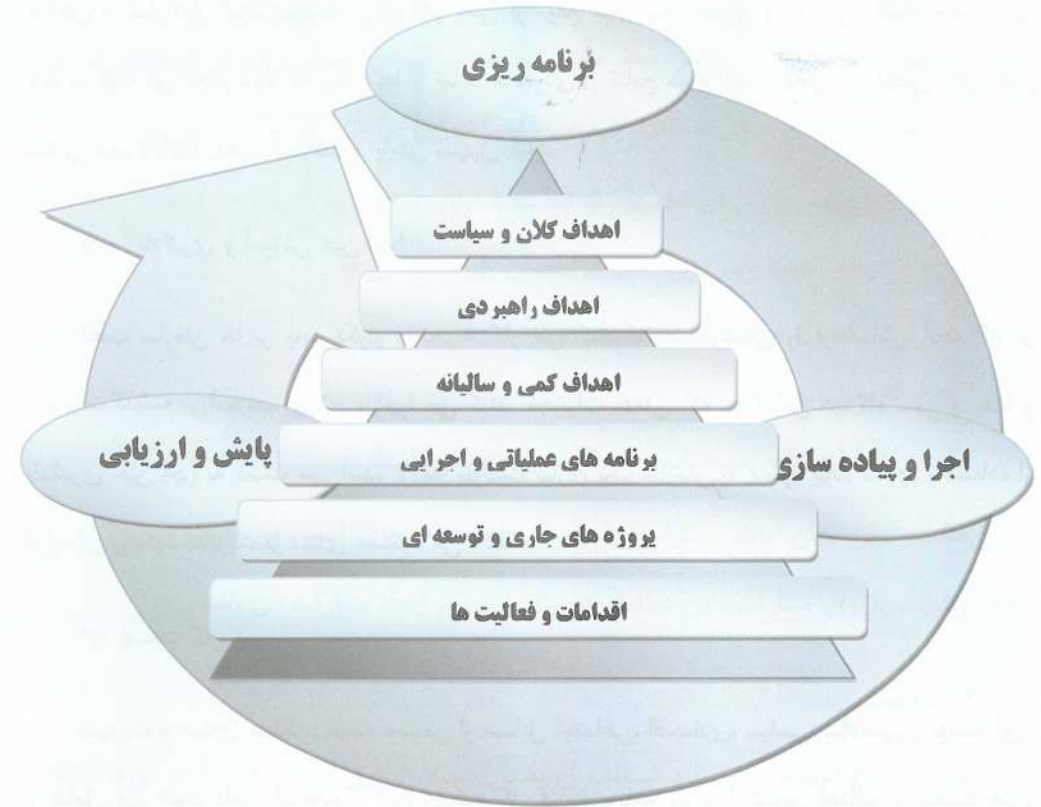 برنامه ریزی
اهداف کلان و سیاست
اهداف راهبردی
اهداف کمی و سالیانه
اجرا و پیاده سازی
برنامه های عملیاتی و اجرایی
پایش و ارزیابی
پروژه های جاری و توسعه ای
اقدامات و فعالیت ها